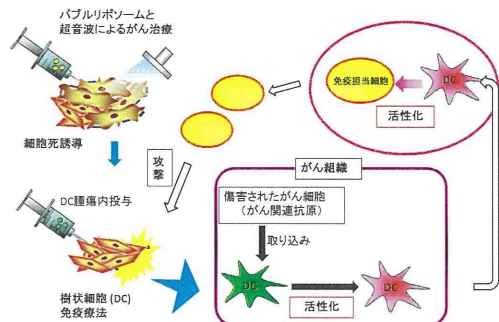 バブルリポソームと
超音波によるがん治療
細胞死誘導
DC腫瘍内投与
樹状細胞 (DC)
免疫療法
攻撃
免疫担当細胞
DC
活性化
がん組織
傷害されたがん細胞
（がん関連抗原）
取り込み
DC
活性化
DC